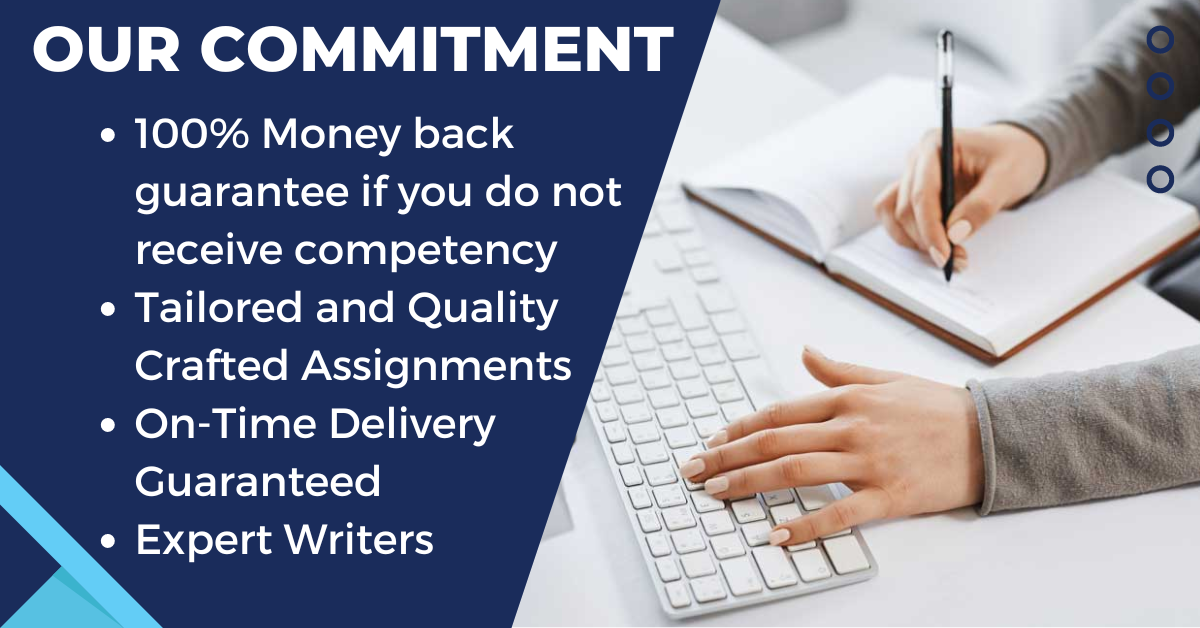 OUR COMMITMENT
• 100% Money back
guarantee if you do not
receive competency
• Tailored and Quality
Crafted Assignments
• On-Time Delivery
Guaranteed
• Expert Writers